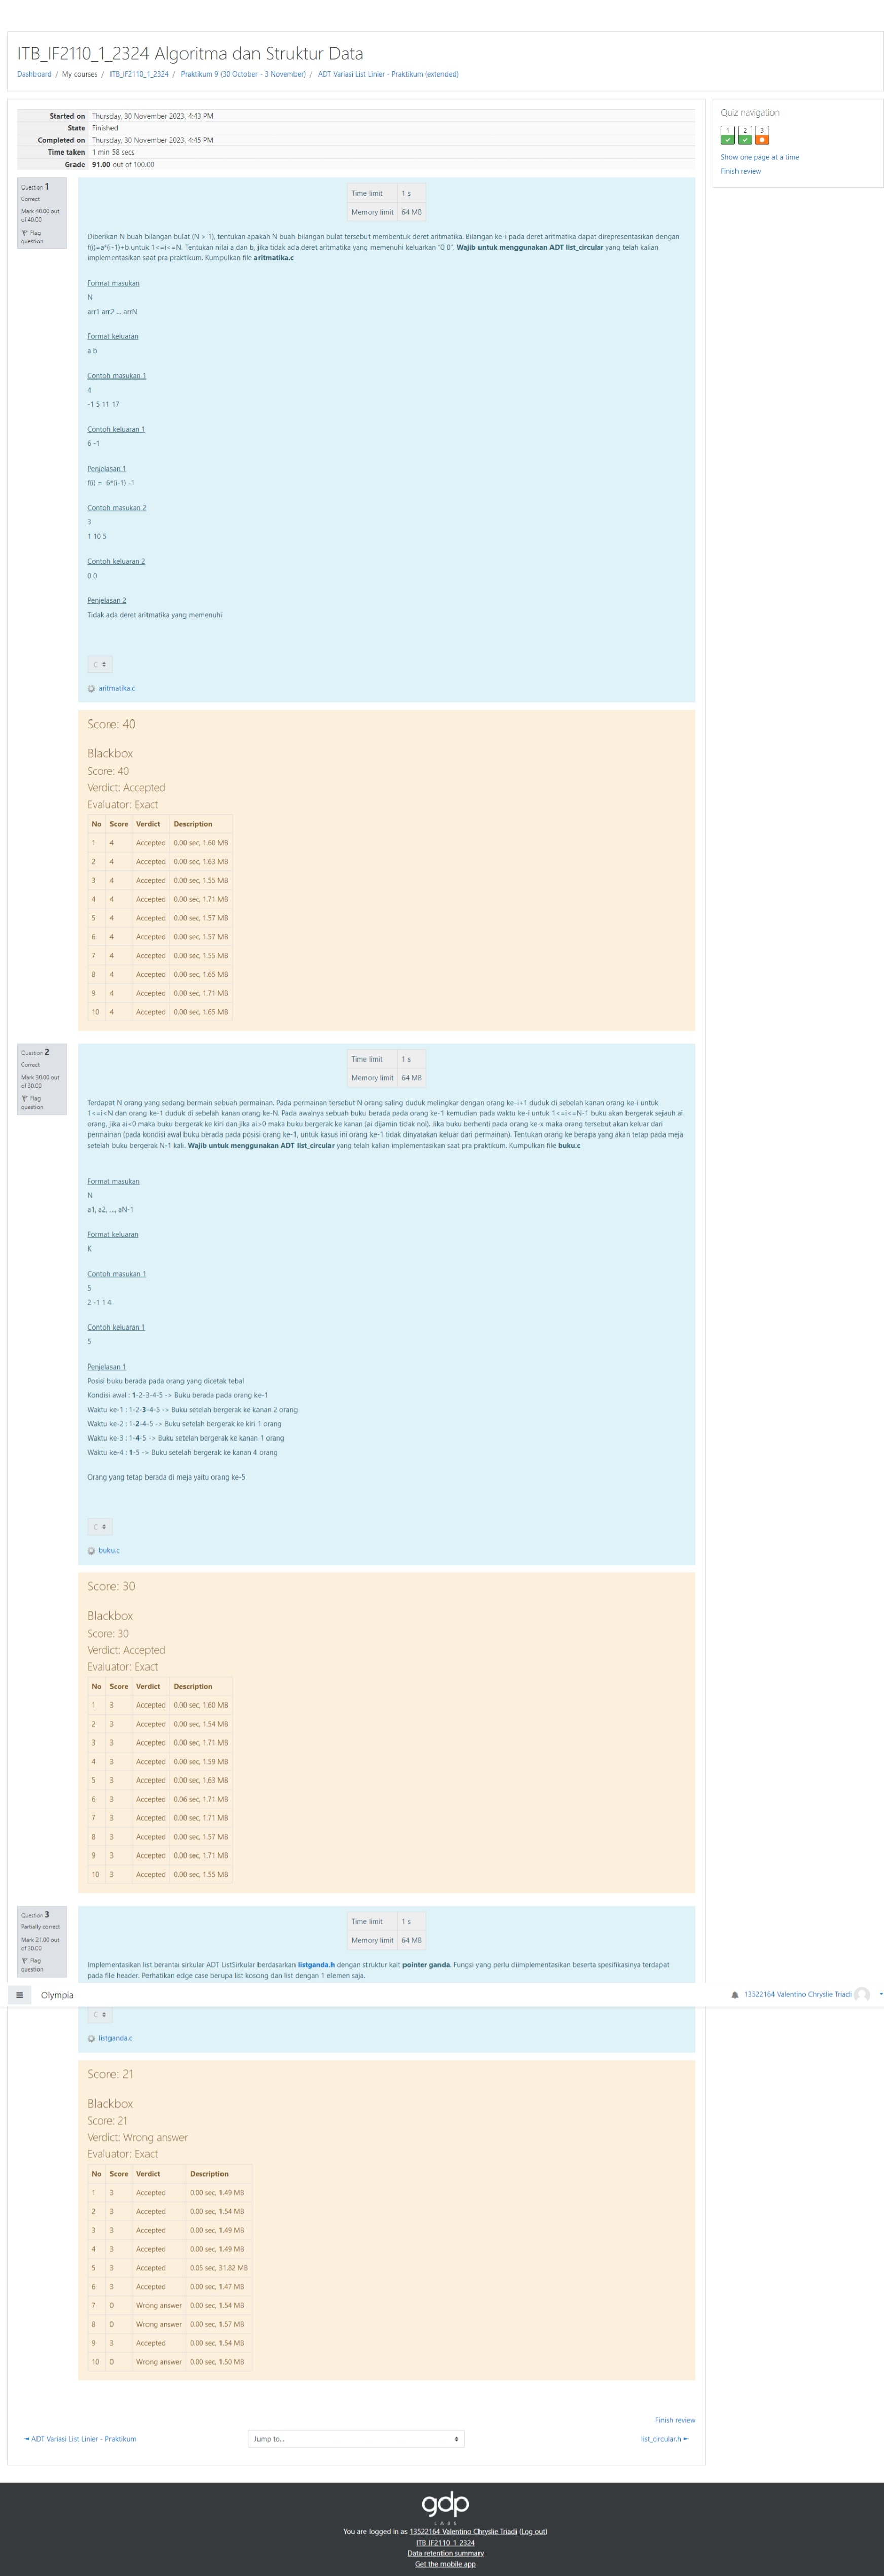 ITB_IF2110_1_2324 Algoritma dan Struktur Data
Dashboard / My courses / ITB_IF2110_1_2324 / Praktikum 9 (30 October - 3 November) / ADT Variasi List Linier - Praktikum (extended)
Started on Thursday, 30 November 2023, 4:43 PM
State Finished
Completed on Thursday, 30 November 2023, 4:45 PM
Time taken 1 min 58 secs
Grade 91.00 out of 100.00
Quiz navigation
1 2 3
Show one page at a time
Finish review
Question 1
Correct
Mark 40.00 out
of 40.00
Flag
question
Time limit 1 s
Memory limit 64 MB
Diberikan N buah bilangan bulat (N > 1), tentukan apakah N buah bilangan bulat tersebut membentuk deret aritmatika. Bilangan ke-i pada deret aritmatika dapat direpresentasikan dengan
f(i)=a*(i-1)+b untuk 1<=i<=N. Tentukan nilai a dan b, jika tidak ada deret aritmatika yang memenuhi keluarkan "0 0". Wajib untuk menggunakan ADT list_circular yang telah kalian
implementasikan saat pra praktikum. Kumpulkan file aritmatika.c
Format masukan
N
arr1 arr2 ... arrN
Format keluaran
a b
Contoh masukan 1
4
-1 5 11 17
Contoh keluaran 1
6 -1
Penjelasan 1
f(i) = 6*(i-1) -1
Contoh masukan 2
3
1 10 5
Contoh keluaran 2
0 0
Penjelasan 2
Tidak ada deret aritmatika yang memenuhi
C
aritmatika.c
Score: 40
Blackbox
Score: 40
Verdict: Accepted
Evaluator: Exact
No Score Verdict Description
1 4 Accepted 0.00 sec, 1.60 MB
2 4 Accepted 0.00 sec, 1.63 MB
3 4 Accepted 0.00 sec, 1.55 MB
4 4 Accepted 0.00 sec, 1.71 MB
5 4 Accepted 0.00 sec, 1.57 MB
6 4 Accepted 0.00 sec, 1.57 MB
7 4 Accepted 0.00 sec, 1.55 MB
8 4 Accepted 0.00 sec, 1.65 MB
9 4 Accepted 0.00 sec, 1.71 MB
10 4 Accepted 0.00 sec, 1.65 MB
Question 2
Correct
Mark 30.00 out
of 30.00
Flag
question
Time limit 1 s
Memory limit 64 MB
Terdapat N orang yang sedang bermain sebuah permainan. Pada permainan tersebut N orang saling duduk melingkar dengan orang ke-i+1 duduk di sebelah kanan orang ke-i untuk
1<=i<N dan orang ke-1 duduk di sebelah kanan orang ke-N. Pada awalnya sebuah buku berada pada orang ke-1 kemudian pada waktu ke-i untuk 1<=i<=N-1 buku akan bergerak sejauh ai
orang, jika ai<0 maka buku bergerak ke kiri dan jika ai>0 maka buku bergerak ke kanan (ai dijamin tidak nol). Jika buku berhenti pada orang ke-x maka orang tersebut akan keluar dari
permainan (pada kondisi awal buku berada pada posisi orang ke-1, untuk kasus ini orang ke-1 tidak dinyatakan keluar dari permainan). Tentukan orang ke berapa yang akan tetap pada meja
setelah buku bergerak N-1 kali. Wajib untuk menggunakan ADT list_circular yang telah kalian implementasikan saat pra praktikum. Kumpulkan file buku.c
Format masukan
N
a1, a2, ..., aN-1
Format keluaran
K
Contoh masukan 1
5
2 -1 1 4
Contoh keluaran 1
5
Penjelasan 1
Posisi buku berada pada orang yang dicetak tebal
Kondisi awal : 1-2-3-4-5 -> Buku berada pada orang ke-1
Waktu ke-1 : 1-2-3-4-5 -> Buku setelah bergerak ke kanan 2 orang
Waktu ke-2 : 1-2-4-5 -> Buku setelah bergerak ke kiri 1 orang
Waktu ke-3 : 1-4-5 -> Buku setelah bergerak ke kanan 1 orang
Waktu ke-4 : 1-5 -> Buku setelah bergerak ke kanan 4 orang
Orang yang tetap berada di meja yaitu orang ke-5
C
buku.c
Score: 30
Blackbox
Score: 30
Verdict: Accepted
Evaluator: Exact
No Score Verdict Description
1 3 Accepted 0.00 sec, 1.60 MB
2 3 Accepted 0.00 sec, 1.54 MB
3 3 Accepted 0.00 sec, 1.71 MB
4 3 Accepted 0.00 sec, 1.59 MB
5 3 Accepted 0.00 sec, 1.63 MB
6 3 Accepted 0.06 sec, 1.71 MB
7 3 Accepted 0.00 sec, 1.71 MB
8 3 Accepted 0.00 sec, 1.57 MB
9 3 Accepted 0.00 sec, 1.71 MB
10 3 Accepted 0.00 sec, 1.55 MB
Question 3
Partially correct
Mark 21.00 out
of 30.00
Flag
question
Time limit 1 s
Memory limit 64 MB
Implementasikan list berantai sirkular ADT ListSirkular berdasarkan listganda.h dengan struktur kait pointer ganda. Fungsi yang perlu diimplementasikan beserta spesifikasinya terdapat
pada file header. Perhatikan edge case berupa list kosong dan list dengan 1 elemen saja.
Olympia
13522164 Valentino Chryslie Triadi
C
listganda.c
Score: 21
Blackbox
Score: 21
Verdict: Wrong answer
Evaluator: Exact
No Score Verdict Description
1 3 Accepted 0.00 sec, 1.49 MB
2 3 Accepted 0.00 sec, 1.54 MB
3 3 Accepted 0.00 sec, 1.49 MB
4 3 Accepted 0.00 sec, 1.49 MB
5 3 Accepted 0.05 sec, 31.82 MB
6 3 Accepted 0.00 sec, 1.47 MB
7 0 Wrong answer 0.00 sec, 1.54 MB
8 0 Wrong answer 0.00 sec, 1.57 MB
9 3 Accepted 0.00 sec, 1.54 MB
10 0 Wrong answer 0.00 sec, 1.50 MB
Finish review
ADT Variasi List Linier - Praktikum
Jump to...
list_circular.h
gdp
LABS
You are logged in as 13522164 Valentino Chryslie Triadi (Log out)
ITB_IF2110_1_2324
Data retention summary
Get the mobile app